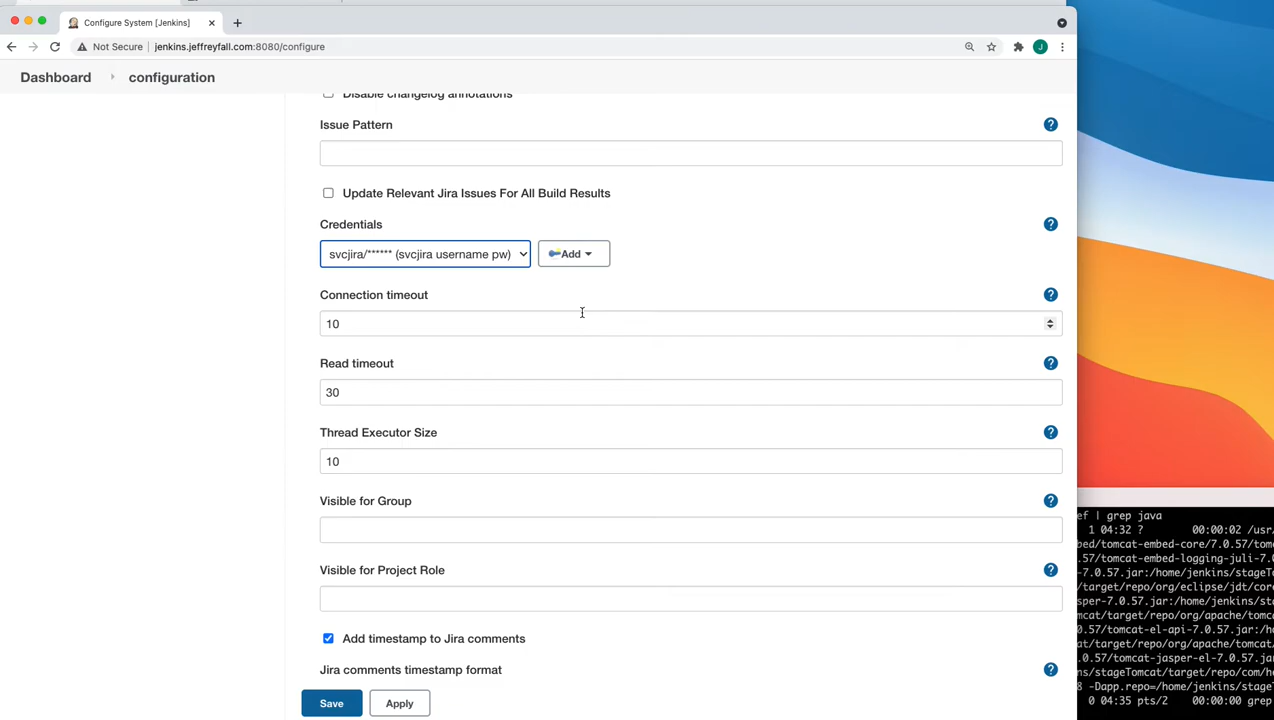 Configure System [Jenkins]
Not Secure
jenkins.jeffreyfall.com:8080/configure
J
Dashboard
configuration
Disable changelog annotations
Issue Pattern
?
Update Relevant Jira Issues For All Build Results
Credentials
?
svcjira/****** (svcjira username pw)
Add
Connection timeout
?
10
Read timeout
?
30
Thread Executor Size
?
10
Visible for Group
?
Visible for Project Role
?
Add timestamp to Jira comments
Jira comments timestamp format
?
Save
Apply
ef | grep java
1 04:32 ? 00:00:02 /usr/
bed/tomcat-embed-core/7.0.57/tom
.57/tomcat-embed-logging-juli-7.
-7.0.57.jar:/home/jenkins/stageT
/target/repo/org/eclipse/jdt/cor
sper-7.0.57.jar:/home/jenkins/st
cat/target/repo/org/apache/tomca
t-el-api-7.0.57.jar:/ho
t/target/repo/org/apache/tomcat/
/tomcat-jasper-el-7.0.57.ja
ns/stageTomcat/target/repo/com/h
8 -Dapp.repo=/home/jenkins/stage
0 04:35 pts/2 00:00:00 grep